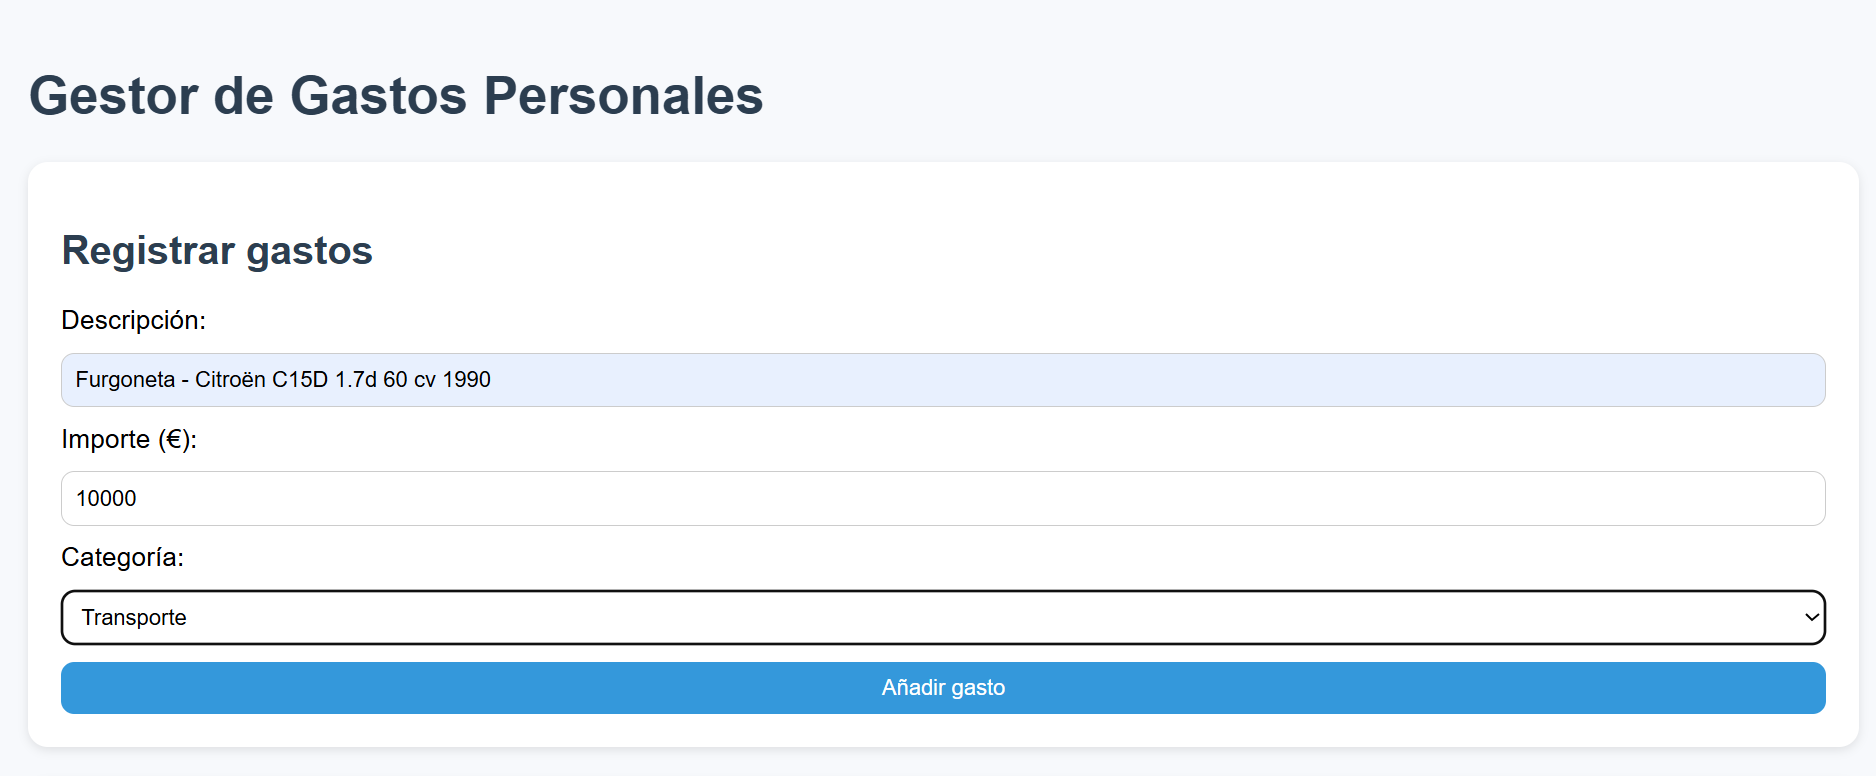 Gestor de Gastos Personales
Registrar gastos
Descripción:
Furgoneta - Citroën C15D 1.7d 60 cv 1990
Importe (€):
10000
Categoría:
Transporte
Añadir gasto